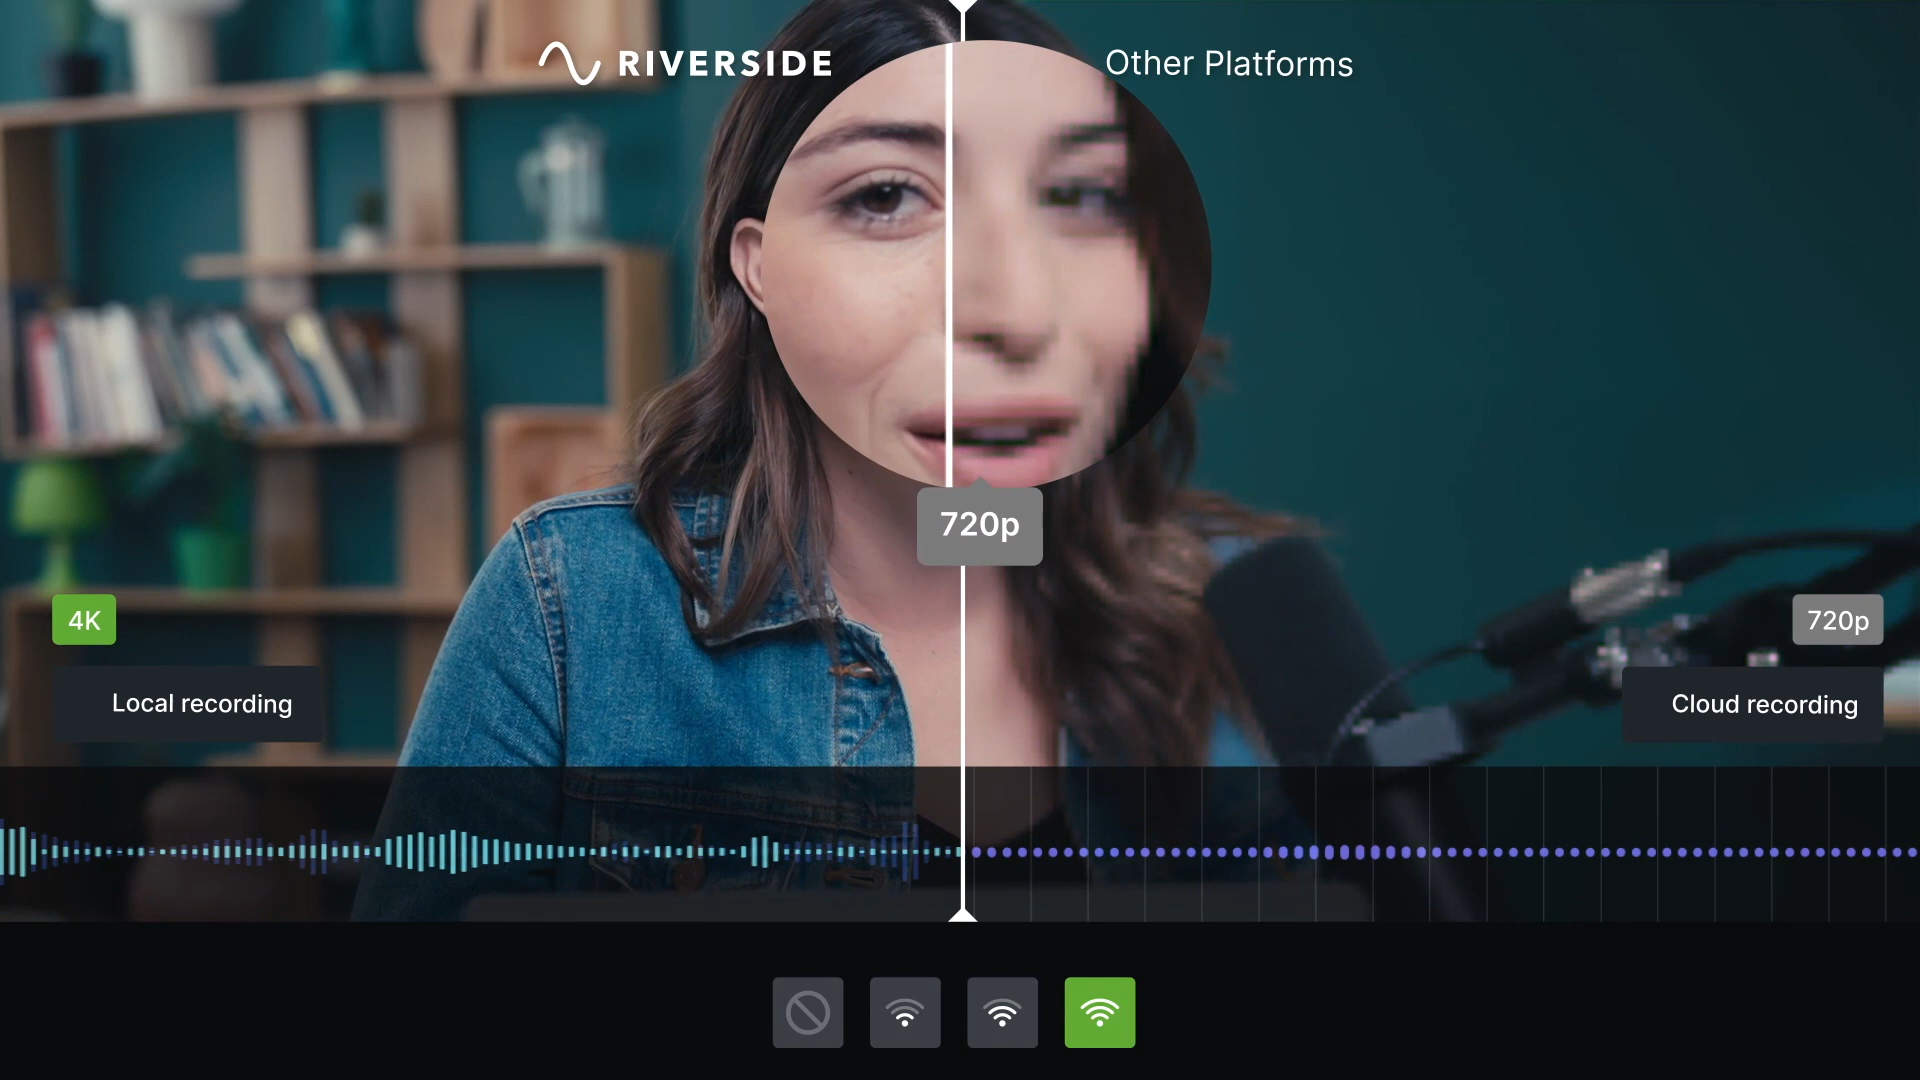 RIVERSIDE
Other Platforms
720p
4K
720p
Local recording
Cloud recording